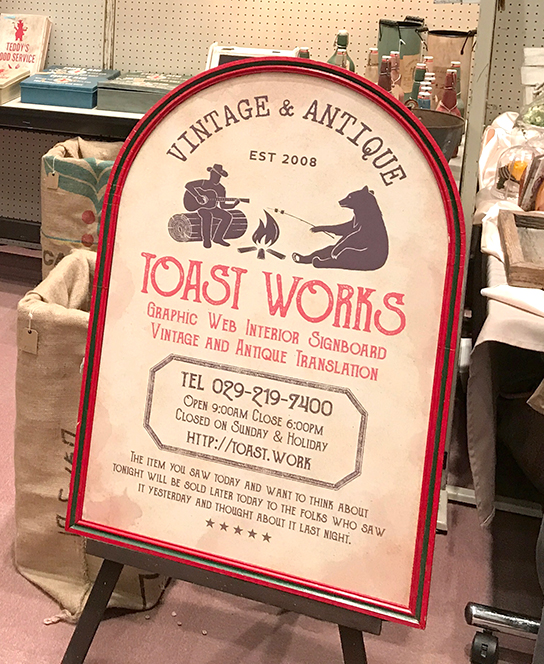 TEDDY'S
OOD SERVICE
VINTAGE & ANTIQUE
EST 2008
TOAST WORKS
GRAPHIC WEB INTERIOR SIGNBOARD
VINTAGE AND ANTIQUE TRANSLATION
TEL 029-219-7400
OPEN 9:00AM CLOSE 6:00PM
CLOSED ON SUNDAY & HOLIDAY
HTTP://TOAST.WORK
THE ITEM YOU SAW TODAY AND WANT TO THINK ABOUT
TONIGHT WILL BE SOLD LATER TODAY TO THE FOLKS WHO SAW
IT YESTERDAY AND THOUGHT ABOUT IT LAST NIGHT.